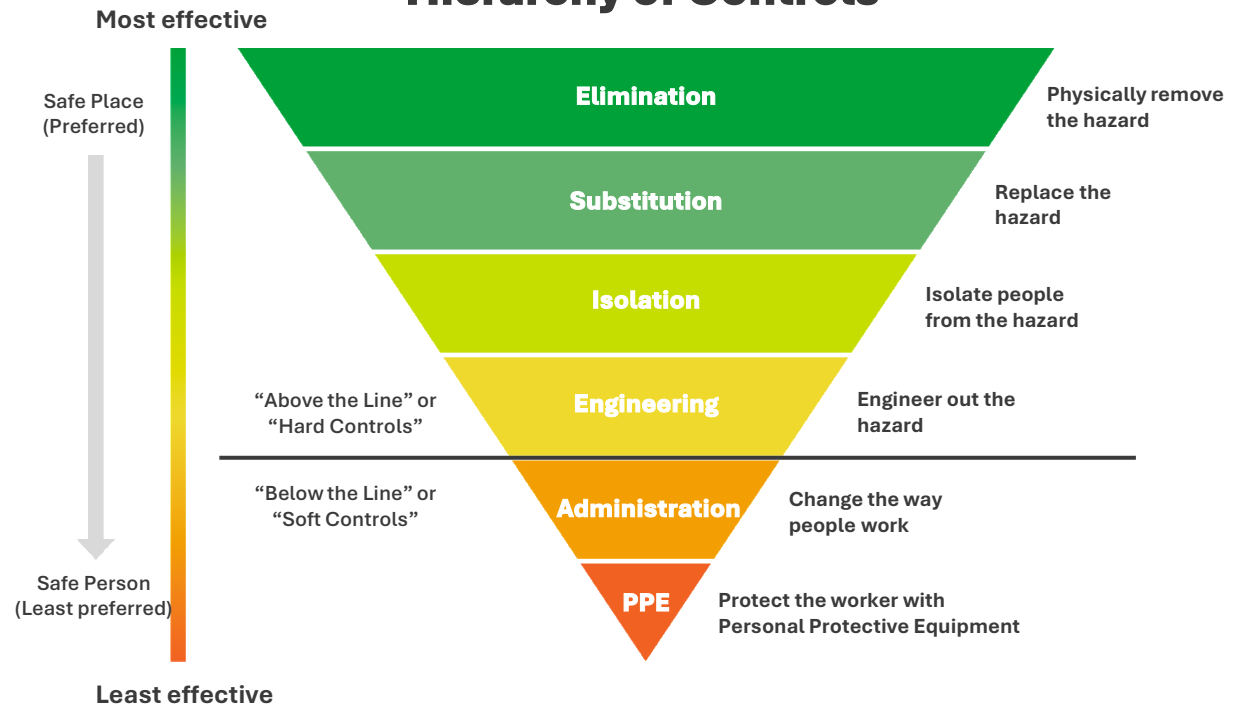 Hierarchy of Controls
Most effective
Safe Place
(Preferred)
Elimination
Physically remove
the hazard
Substitution
Replace the
hazard
Isolation
Isolate people
from the hazard
“Above the Line” or
“Hard Controls”
Engineering
Engineer out the
hazard
“Below the Line” or
“Soft Controls”
Administration
Change the way
people work
Safe Person
(Least preferred)
PPE
Protect the worker with
Personal Protective Equipment
Least effective